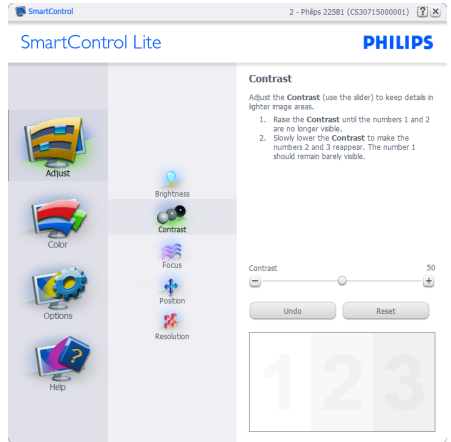 SmartControl
2 - Philips 225B1 (CS30715000001)
SmartControl Lite
PHILIPS
Adjust
Color
Options
Help
Brightness
Contrast
Focus
Position
Resolution
Contrast
Adjust the Contrast (use the slider) to keep details in
lighter image areas.
1. Raise the Contrast until the numbers 1 and 2
are no longer visible.
2. Slowly lower the Contrast to make the
numbers 2 and 3 reappear. The number 1
should remain barely visible.
Contrast 50
Undo Reset
1 2 3